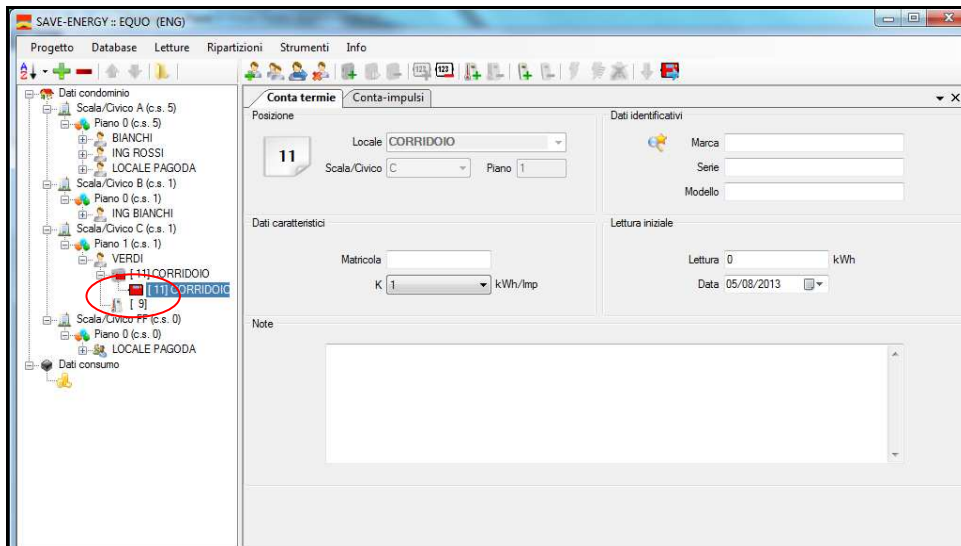 SAVE-ENERGY :: EQUO (ENG)
Progetto Database Letture Ripartizioni Strumenti Info
Dati condominio
Scala/Civico A (c.s. 5)
Piano 0 (c.s. 5)
BIANCHI
ING ROSSI
LOCALE PAGODA
Scala/Civico B (c.s. 1)
Piano 0 (c.s. 1)
ING BIANCHI
Scala/Civico C (c.s. 1)
Piano 1 (c.s. 1)
VERDI
[ 11] CORRIDOIO
[ 11] CORRIDOIO
[ 9]
Scala/Civico FF (c.s. 0)
Piano 0 (c.s. 0)
LOCALE PAGODA
Dati consumo
Conta termie Conta-impulsi
Posizione
11
Locale CORRIDOIO
Scala/Civico C Piano 1
Dati identificativi
Marca
Serie
Modello
Dati caratteristici
Matricola
K 1 kWh/Imp
Lettura iniziale
Lettura 0 kWh
Data 05/08/2013
Note